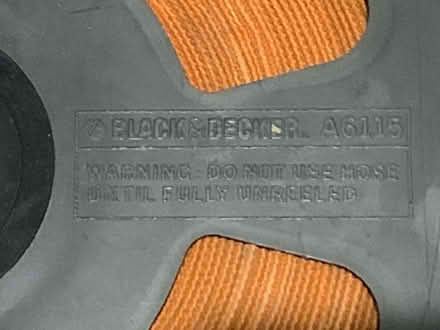 BLACK & DECKER A6115
WARNING: DO NOT USE HOSE
UNTIL FULLY UNREELED